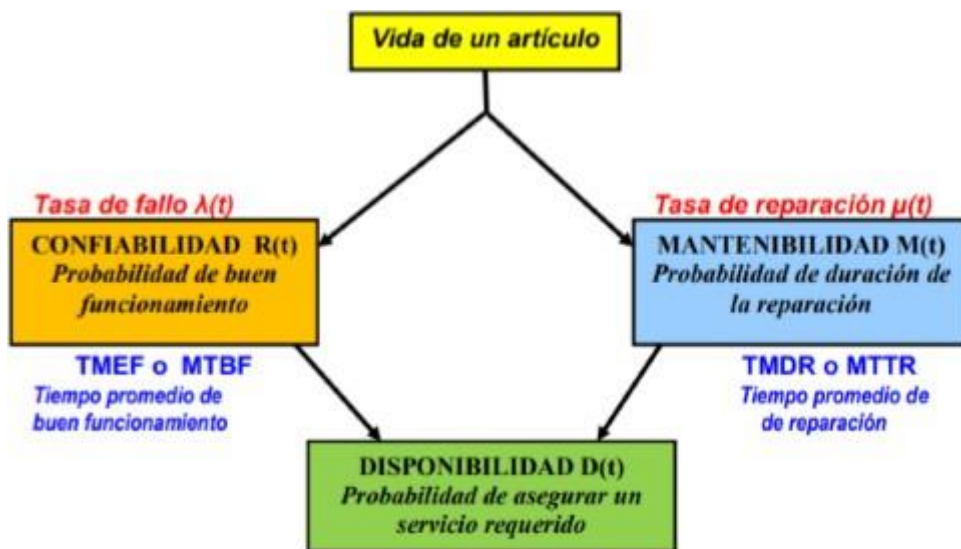 Vida de un artículo
Tasa de fallo λ(t)
CONFIABILIDAD R(t)
Probabilidad de buen
funcionamiento
TMEF o MTBF
Tiempo promedio de
buen funcionamiento
Tasa de reparación µ(t)
MANTENIBILIDAD M(t)
Probabilidad de duración de
la reparación
TMDR o MTTR
Tiempo promedio de
de reparación
DISPONIBILIDAD D(t)
Probabilidad de asegurar un
servicio requerido